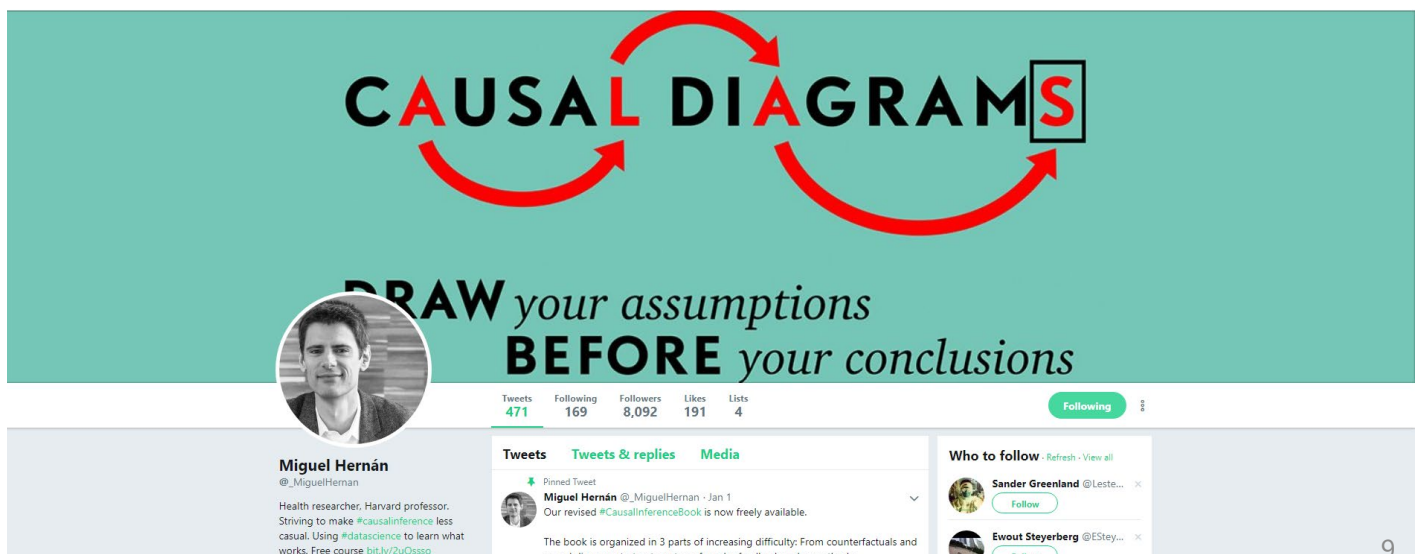 CAUSAL DIAGRAMS
DRAW your assumptions
BEFORE your conclusions
Tweets Following Followers Likes Lists
471 169 8,092 191 4
Following
Miguel Hernán
@_MiguelHernan
Health researcher, Harvard professor.
Striving to make #causalinference less
casual. Using #datascience to learn what
works. Free course bit.ly/2uOssso
Tweets Tweets & replies Media
Pinned Tweet
Miguel Hernán @_MiguelHernan · Jan 1
Our revised #CausalInferenceBook is now freely available.
The book is organized in 3 parts of increasing difficulty: From counterfactuals and
Who to follow · Refresh · View all
Sander Greenland @Leste... ×
Follow
Ewout Steyerberg @EStey... ×
9